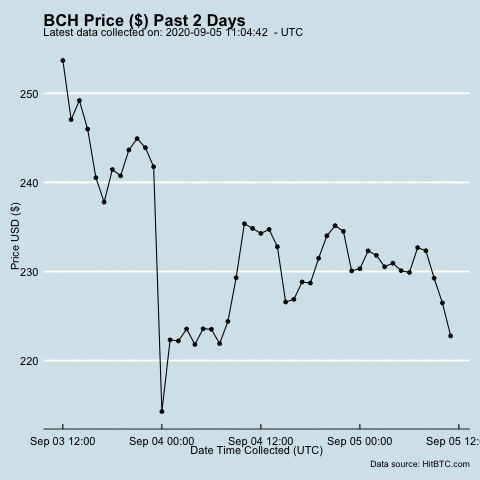 BCH Price ($) Past 2 Days
Latest data collected on: 2020-09-05 11:04:42 - UTC
250
240
230
220
Price USD ($)
Sep 03 12:00 Sep 04 00:00 Sep 04 12:00 Sep 05 00:00 Sep 05 12:
Date Time Collected (UTC)
Data source: HitBTC.com